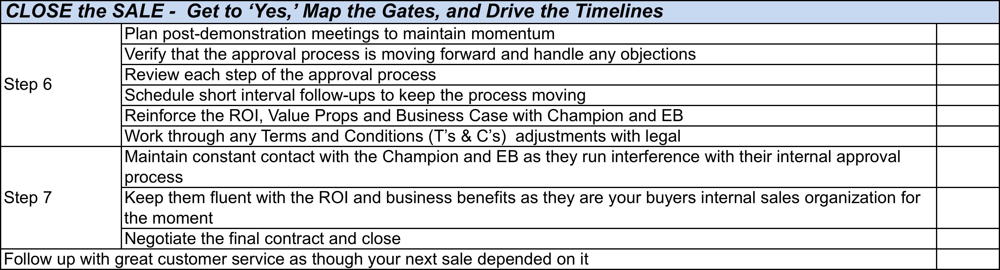 CLOSE the SALE -  Get to ‘Yes,’ Map the Gates, and Drive the Timelines
Step 6
Plan post-demonstration meetings to maintain momentum
Verify that the approval process is moving forward and handle any objections
Review each step of the approval process
Schedule short interval follow-ups to keep the process moving
Reinforce the ROI, Value Props and Business Case with Champion and EB
Work through any Terms and Conditions (T’s & C’s)  adjustments with legal
Step 7
Maintain constant contact with the Champion and EB as they run interference with their internal approval
process
Keep them fluent with the ROI and business benefits as they are your buyers internal sales organization for
the moment
Negotiate the final contract and close
Follow up with great customer service as though your next sale depended on it